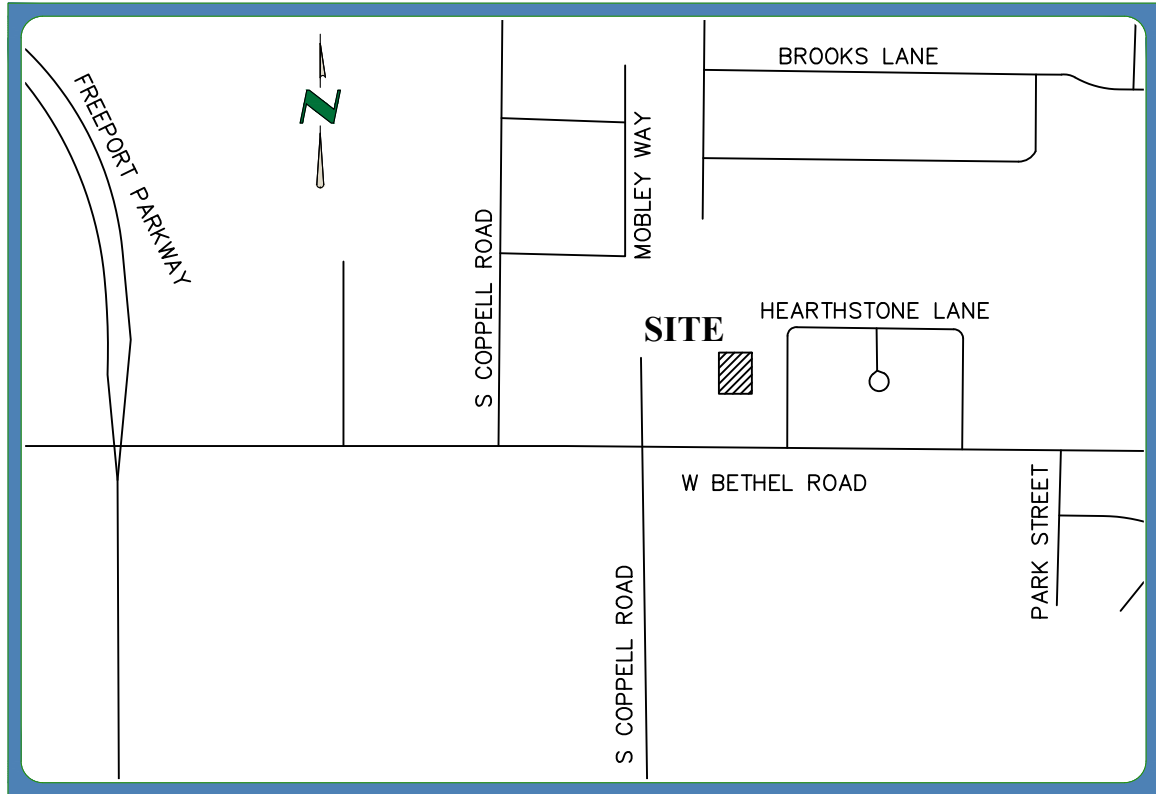 BROOKS LANE
FREEPORT PARKWAY
N
MOBLEY WAY
S COPPELL ROAD
HEARTHSTONE LANE
SITE
W BETHEL ROAD
PARK STREET
S COPPELL ROAD